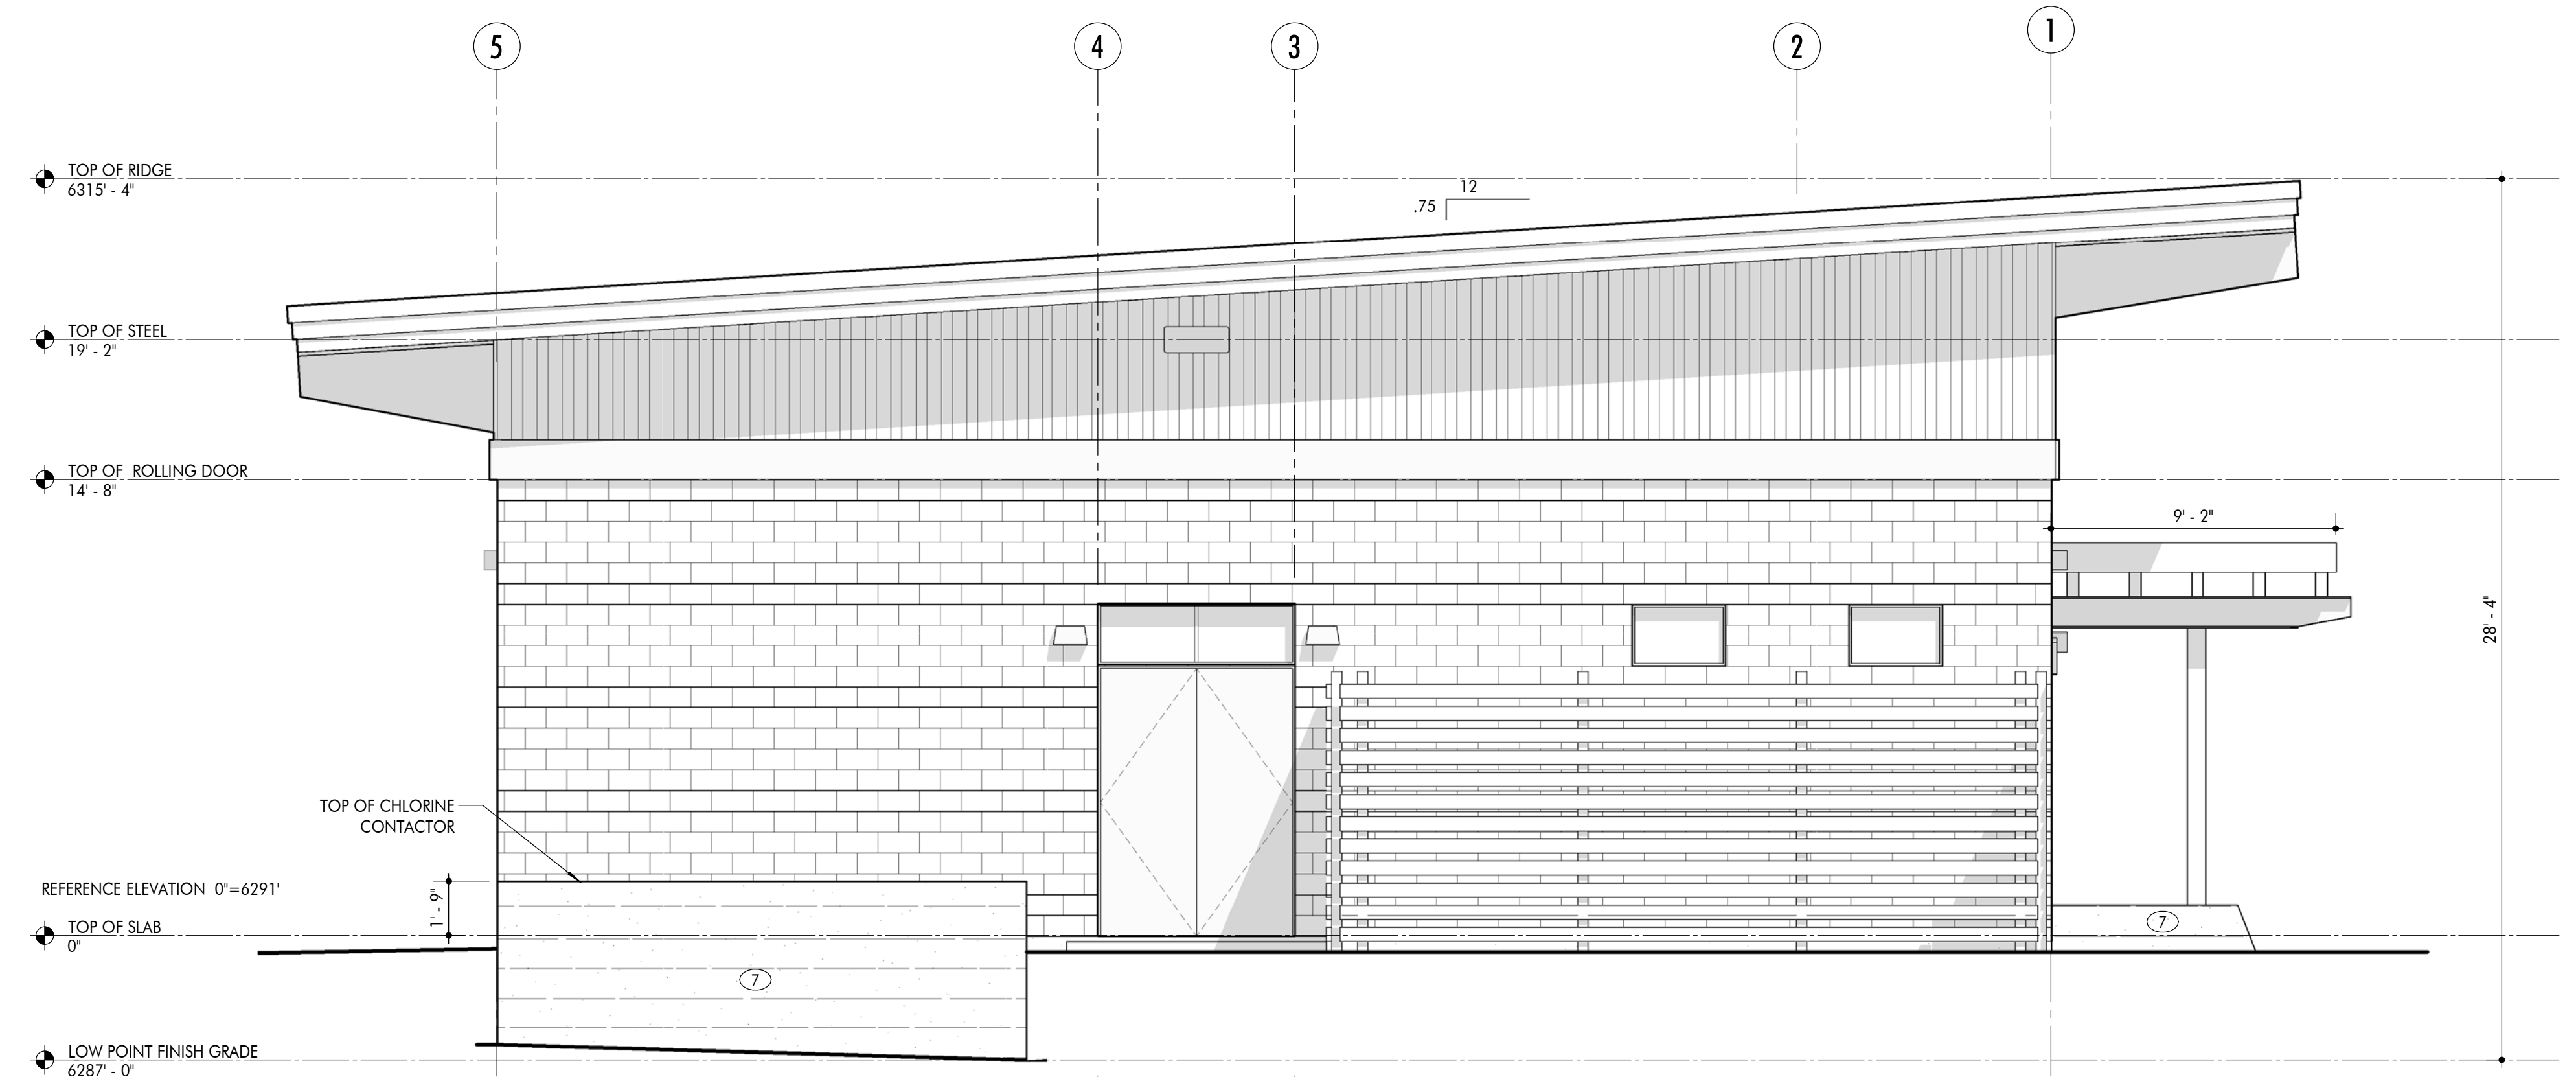 5
4
3
2
1
TOP OF RIDGE
6315' - 4"
12
.75
TOP OF STEEL
19' - 2"
TOP OF ROLLING DOOR
14' - 8"
9' - 2"
28' - 4"
TOP OF CHLORINE
CONTACTOR
1' - 9"
REFERENCE ELEVATION 0"=6291'
TOP OF SLAB
0"
7
7
LOW POINT FINISH GRADE
6287' - 0"